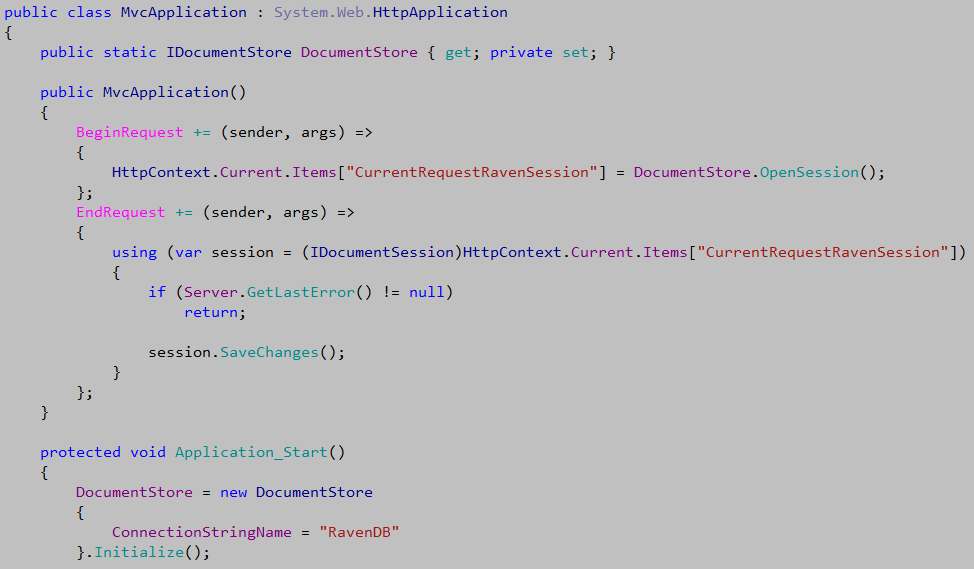 public class MvcApplication : System.Web.HttpApplication
{
    public static IDocumentStore DocumentStore { get; private set; }
    public MvcApplication()
    {
        BeginRequest += (sender, args) =>
        {
            HttpContext.Current.Items["CurrentRequestRavenSession"] = DocumentStore.OpenSession();
        };
        EndRequest += (sender, args) =>
        {
            using (var session = (IDocumentSession)HttpContext.Current.Items["CurrentRequestRavenSession"])
            {
                if (Server.GetLastError() != null)
                    return;
                session.SaveChanges();
            }
        };
    }
    protected void Application_Start()
    {
        DocumentStore = new DocumentStore
        {
            ConnectionStringName = "RavenDB"
        }.Initialize();